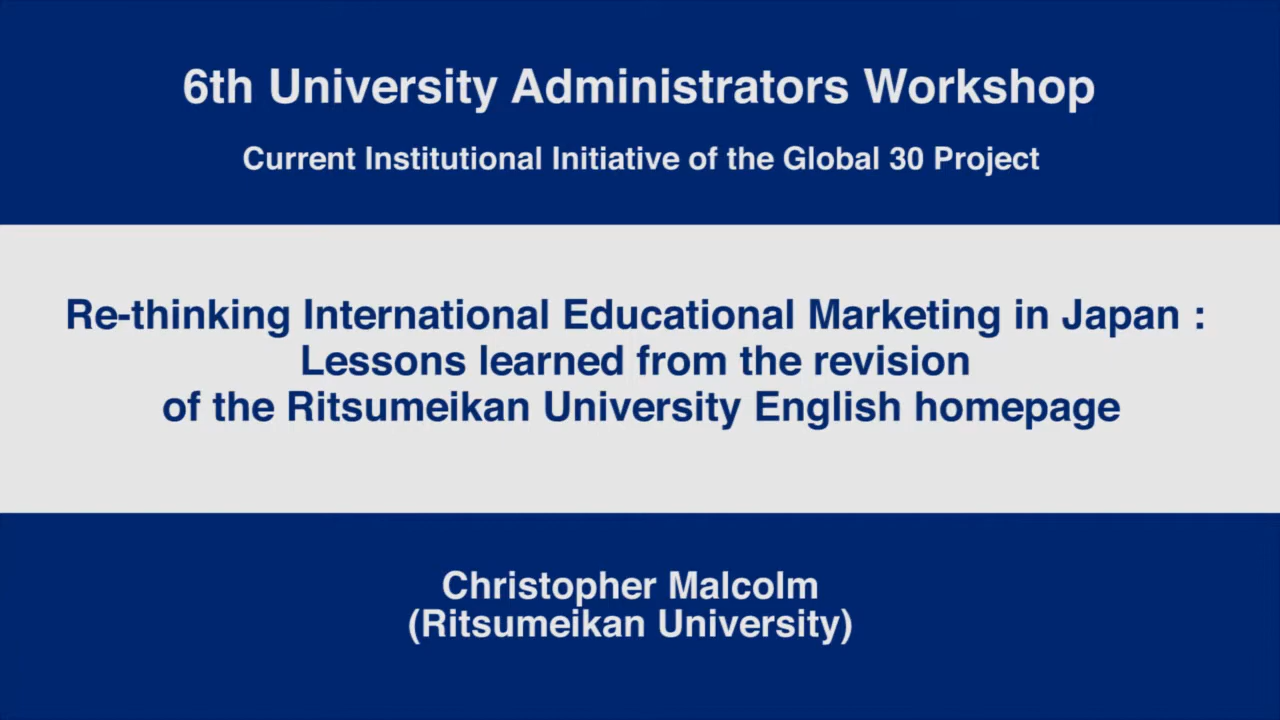 6th University Administrators Workshop
Current Institutional Initiative of the Global 30 Project
Re-thinking International Educational Marketing in Japan :
Lessons learned from the revision
of the Ritsumeikan University English homepage
Christopher Malcolm
(Ritsumeikan University)